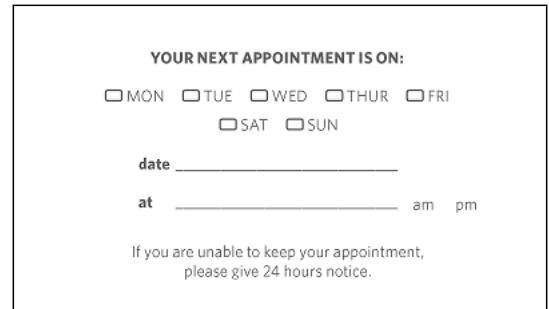 YOUR NEXT APPOINTMENT IS ON:
MON TUE WED THUR FRI
SAT SUN
date
at am pm
If you are unable to keep your appointment,
please give 24 hours notice.